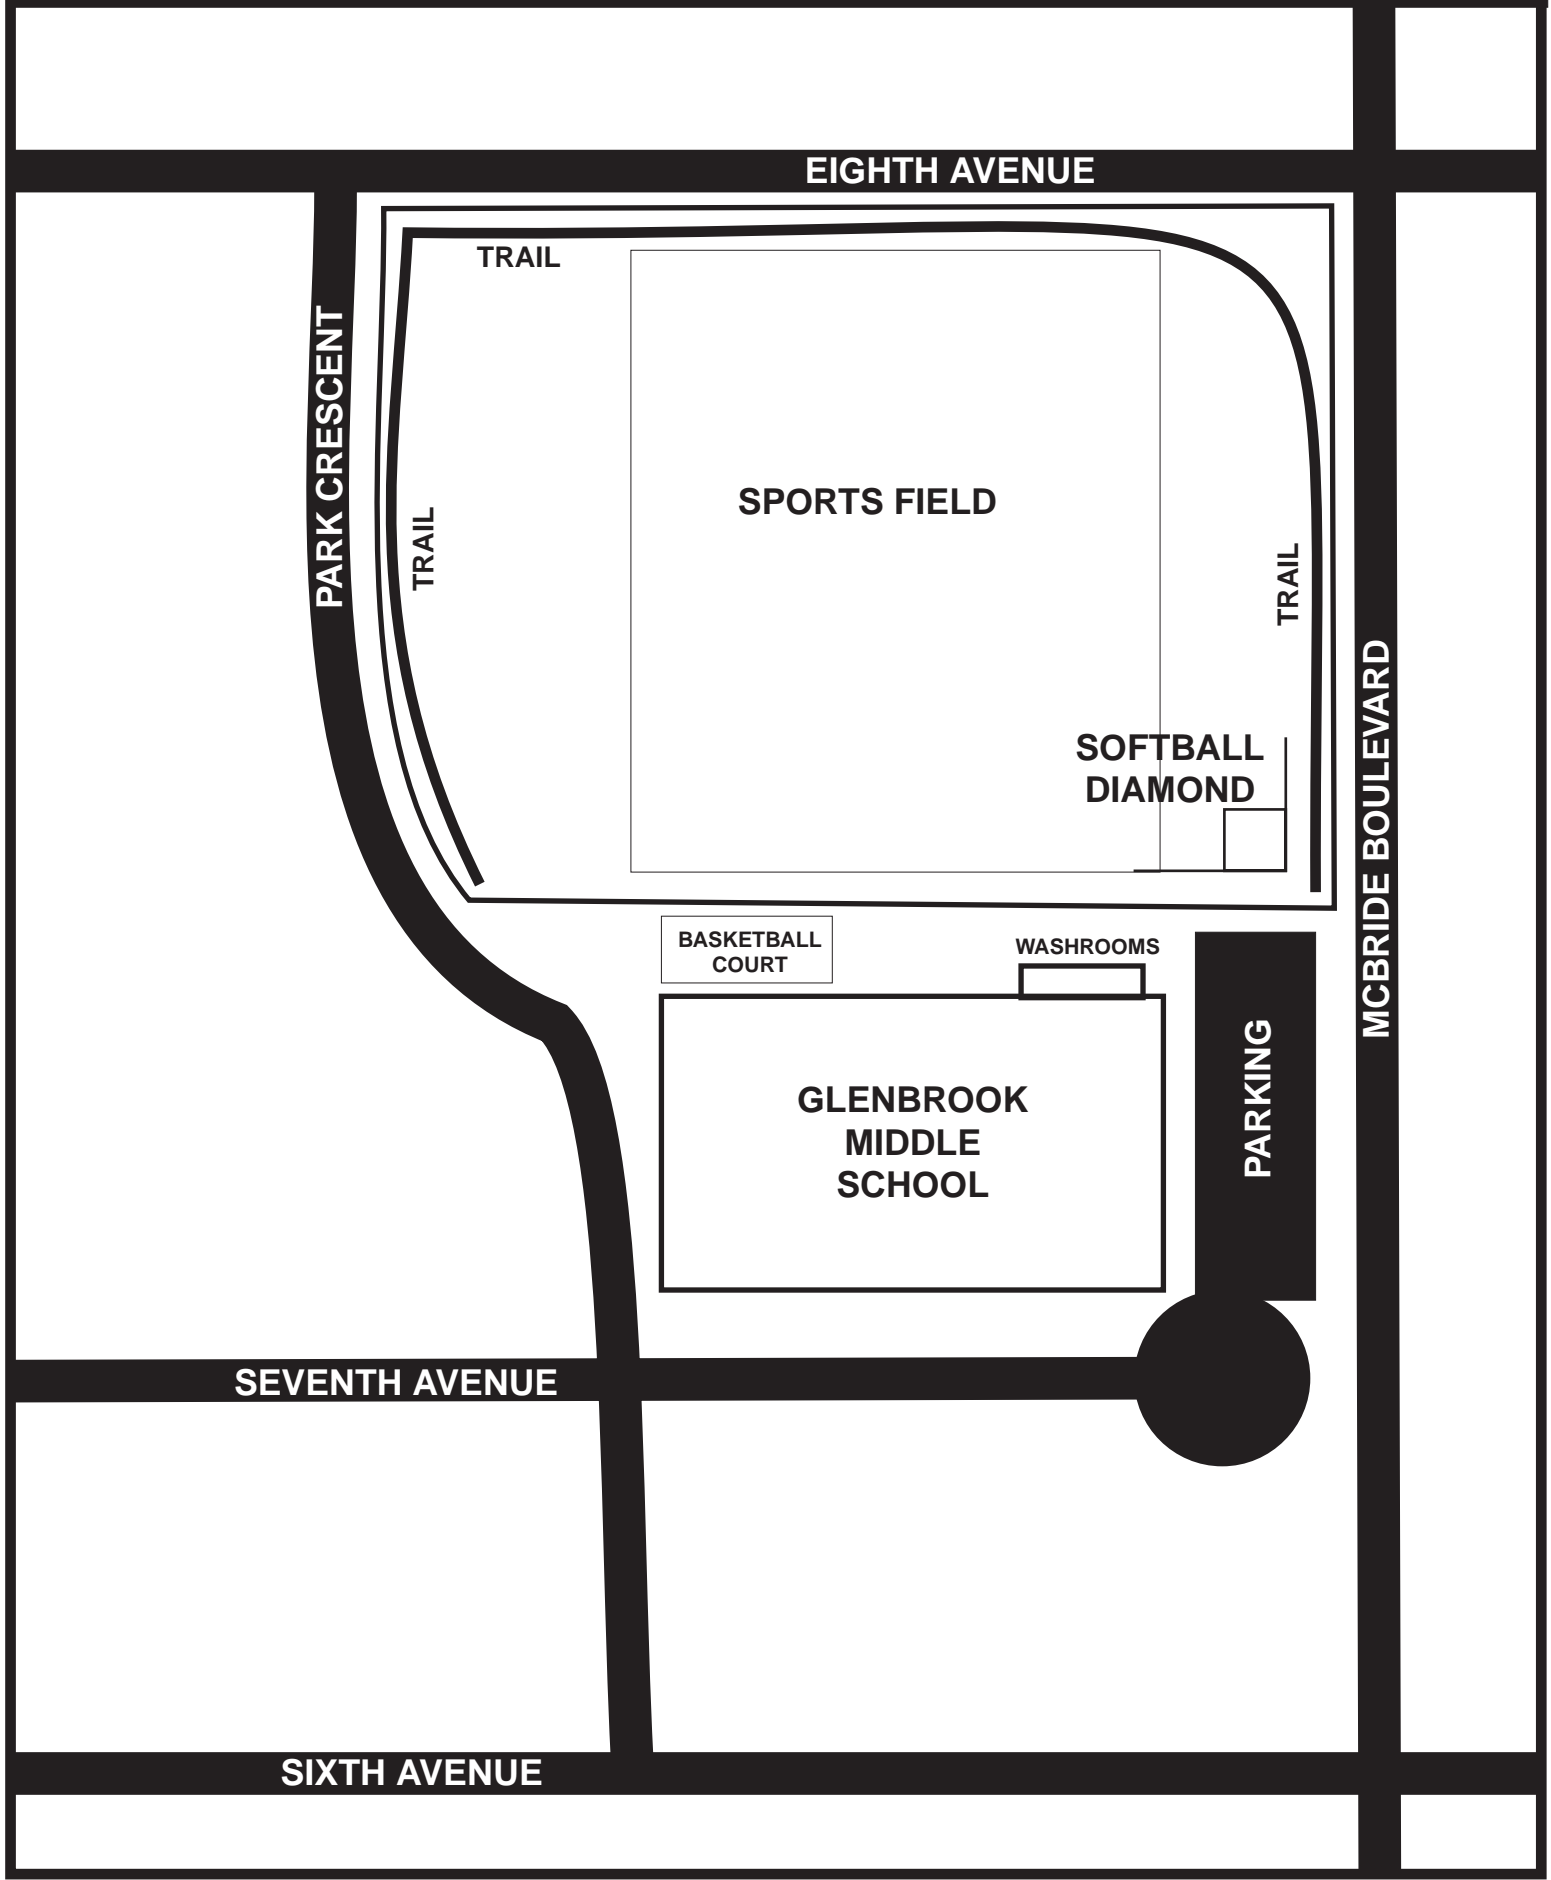 EIGHTH AVENUE
TRAIL
PARK CRESCENT
SPORTS FIELD
TRAIL
TRAIL
MCBRIDE BOULEVARD
SOFTBALL
DIAMOND
BASKETBALL
COURT
WASHROOMS
PARKING
GLENBROOK
MIDDLE
SCHOOL
SEVENTH AVENUE
SIXTH AVENUE